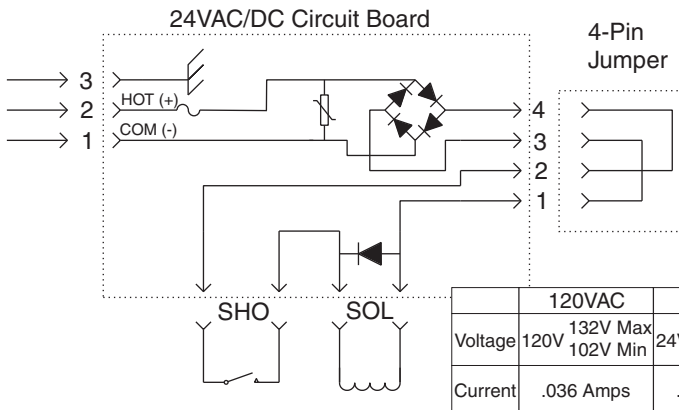 24VAC/DC Circuit Board
4-Pin
Jumper
3
2
HOT (+)
1
COM (-)
4
3
2
1
SHO
SOL
120VAC
Voltage
120V
132V Max
102V Min
24V
Current
.036 Amps